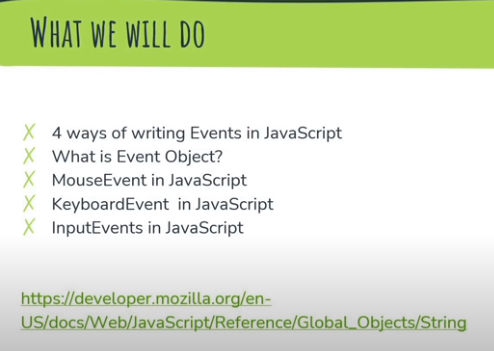 WHAT WE WILL DO
4 ways of writing Events in JavaScript
What is Event Object?
MouseEvent in JavaScript
KeyboardEvent in JavaScript
InputEvents in JavaScript
https://developer.mozilla.org/en-
US/docs/Web/JavaScript/Reference/Global_Objects/String